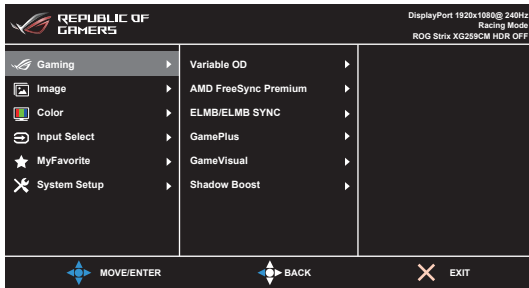 REPUBLIC OF
GAMERS
DisplayPort 1920x1080@ 240Hz
Racing Mode
ROG Strix XG259CM HDR OFF
Gaming
Image
Color
Input Select
MyFavorite
System Setup
Variable OD
AMD FreeSync Premium
ELMB/ELMB SYNC
GamePlus
GameVisual
Shadow Boost
MOVE/ENTER
BACK
EXIT